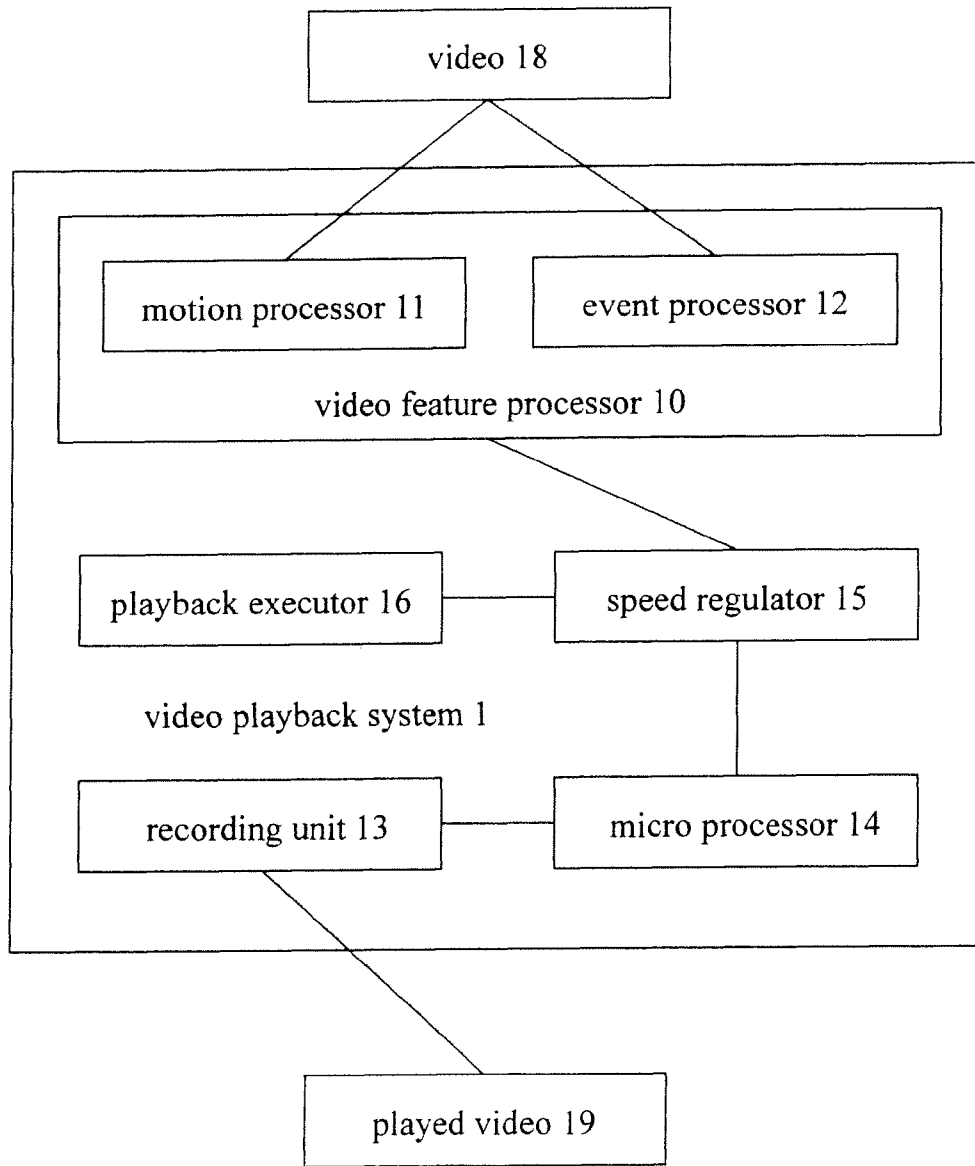 video 18
motion processor 11
event processor 12
video feature processor 10
playback executor 16
speed regulator 15
video playback system 1
recording unit 13
micro processor 14
played video 19